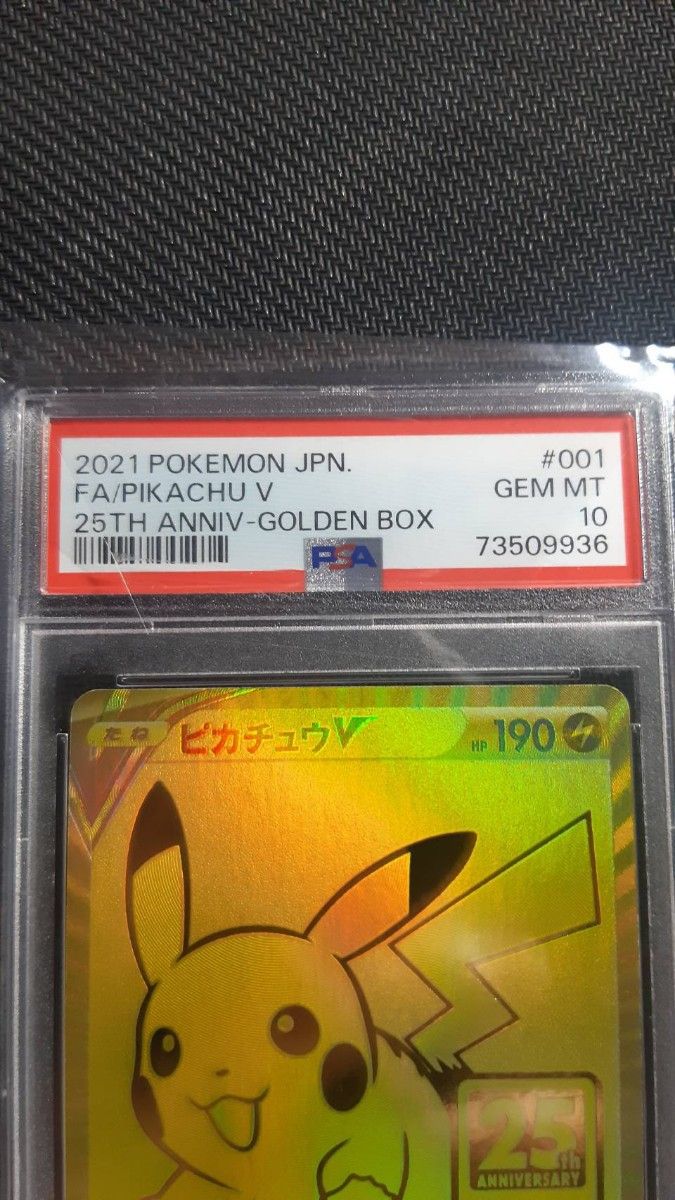 2021 POKEMON JPN. #001
FA/PIKACHU V GEM MT
25TH ANNIV-GOLDEN BOX 10
PSA 73509936
たね ピカチュウV HP 190
25th
ANNIVERSARY